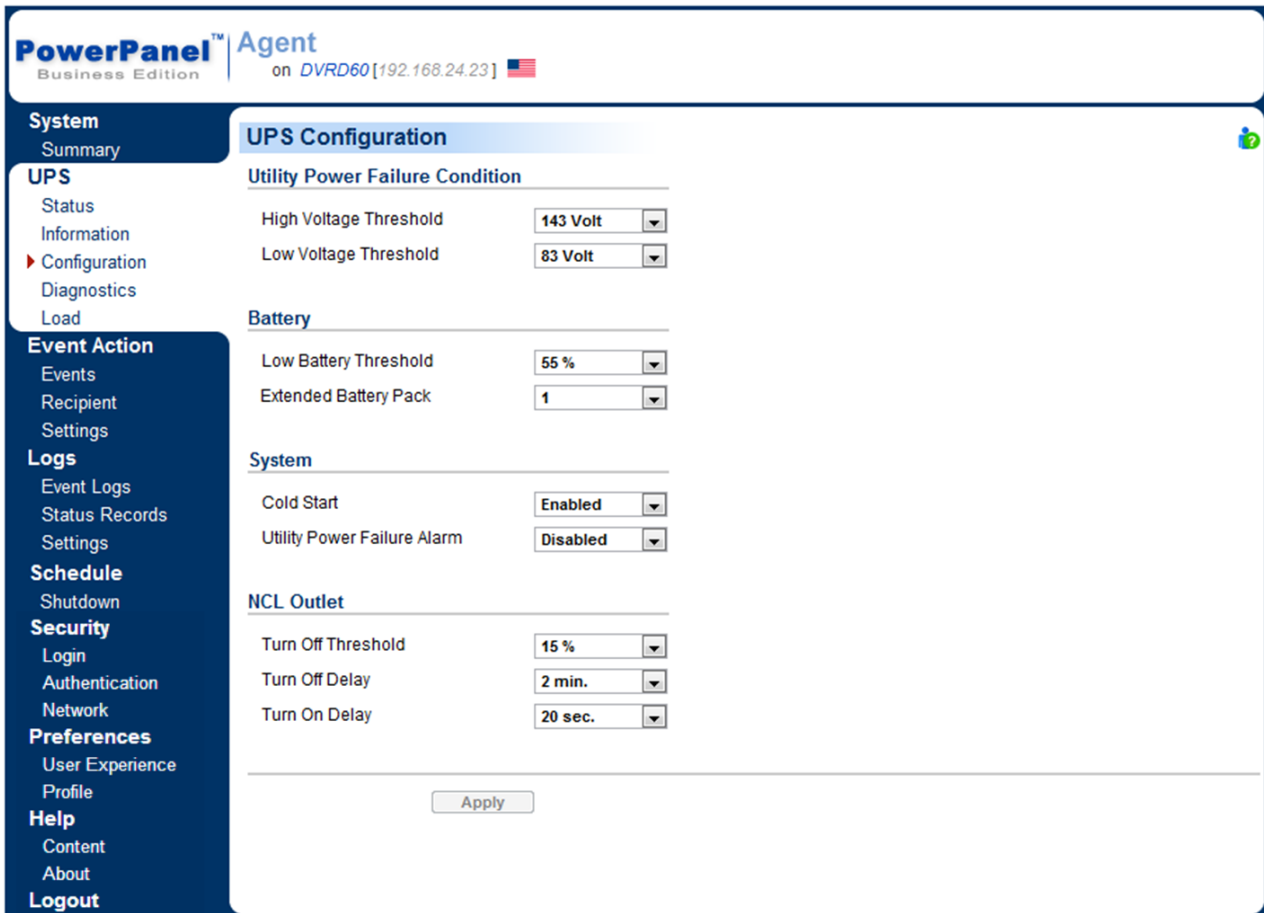 PowerPanel™
Business Edition
Agent
on DVRD60 [192.168.24.23]
System
Summary
UPS
Status
Information
Configuration
Diagnostics
Load
Event Action
Events
Recipient
Settings
Logs
Event Logs
Status Records
Settings
Schedule
Shutdown
Security
Login
Authentication
Network
Preferences
User Experience
Profile
Help
Content
About
Logout
UPS Configuration
Utility Power Failure Condition
High Voltage Threshold 143 Volt
Low Voltage Threshold 83 Volt
Battery
Low Battery Threshold 55 %
Extended Battery Pack 1
System
Cold Start Enabled
Utility Power Failure Alarm Disabled
NCL Outlet
Turn Off Threshold 15 %
Turn Off Delay 2 min.
Turn On Delay 20 sec.
Apply